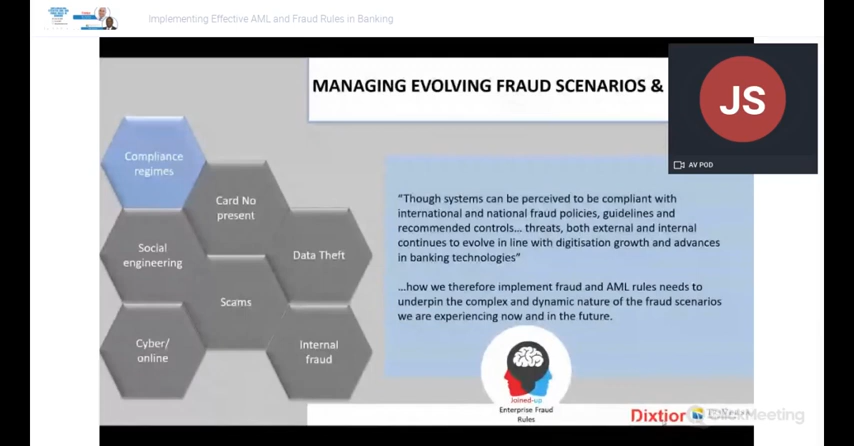 Implementing Effective AML and Fraud Rules in Banking
MANAGING EVOLVING FRAUD SCENARIOS &
JS
AV POD
Compliance
regimes
Card No
present
Social
engineering
Data Theft
Scams
Cyber/
online
Internal
fraud
“Though systems can be perceived to be compliant with
international and national fraud policies, guidelines and
recommended controls... threats, both external and internal
continues to evolve in line with digitisation growth and advances
in banking technologies”
...how we therefore implement fraud and AML rules needs to
underpin the complex and dynamic nature of the fraud scenarios
we are experiencing now and in the future.
Joined-up
Enterprise Fraud
Rules
Dixtior
ClickMeeting